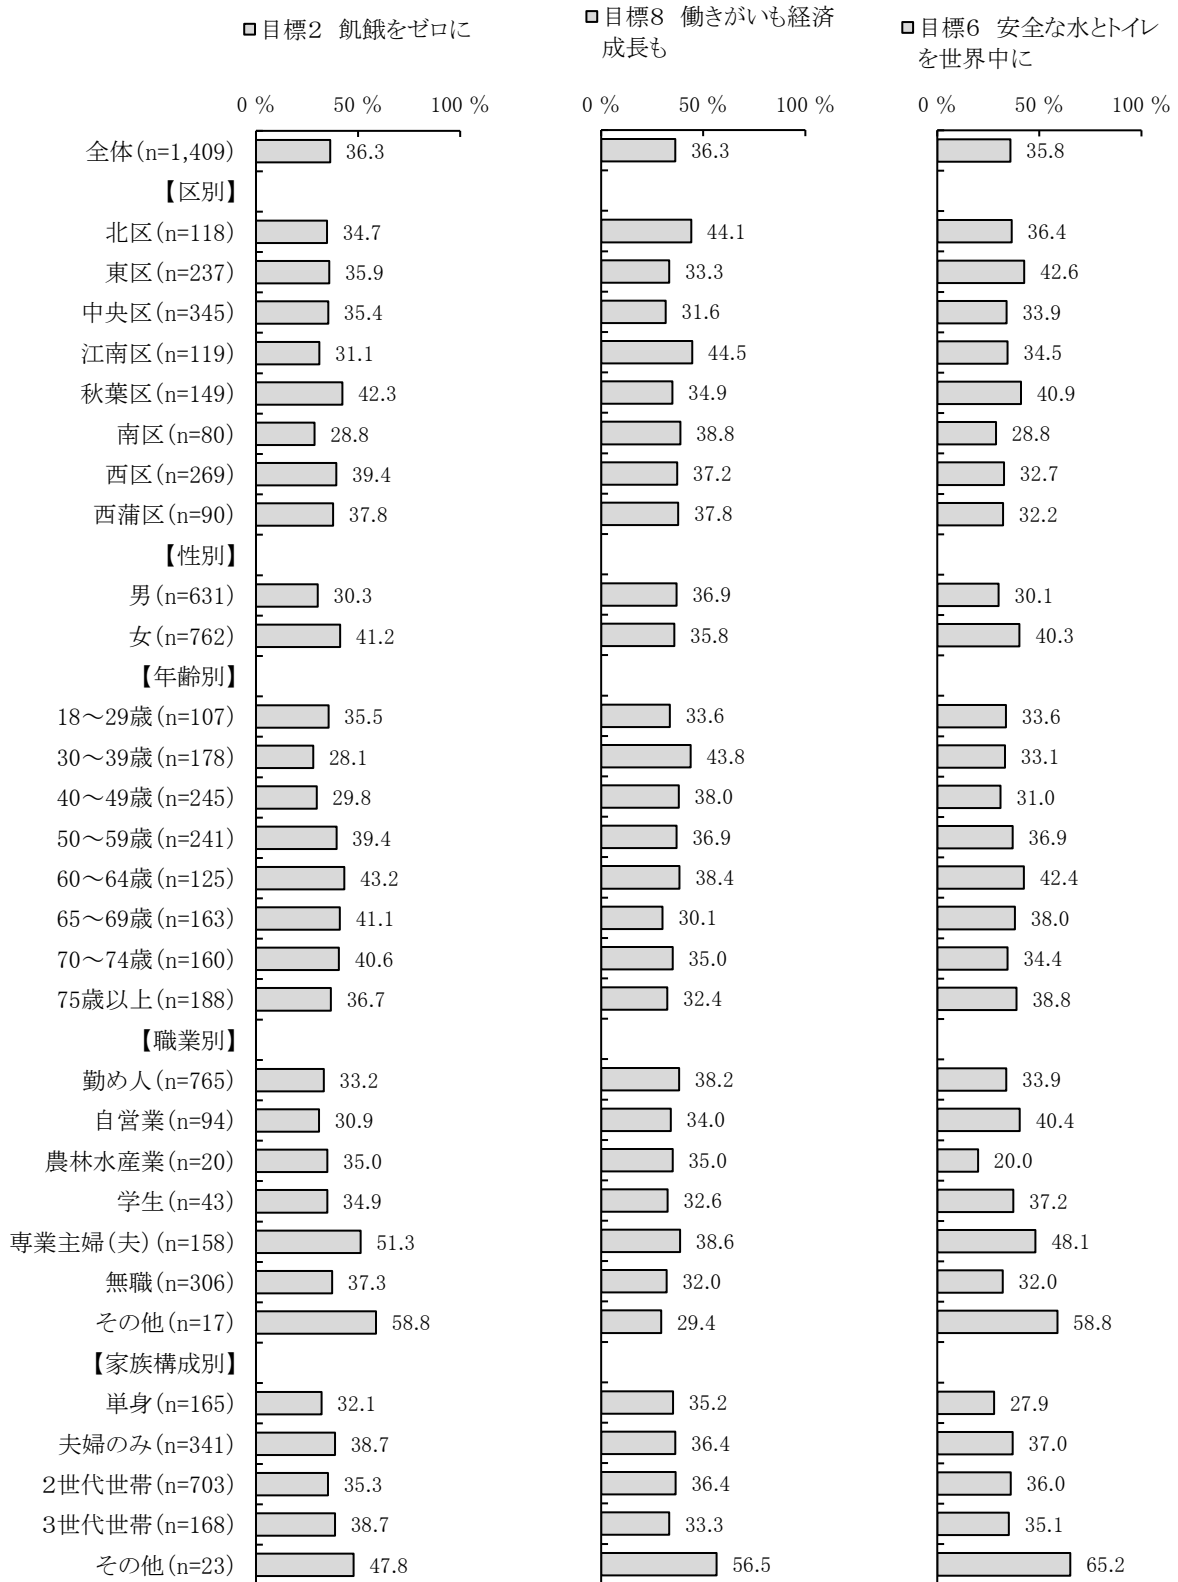 目標2 飢餓をゼロに
目標8 働きがいも経済
成長も
目標6 安全な水とトイレ
を世界中に
0 % 50 % 100 % 0 % 50 % 100 % 0 % 50 % 100 %
全体(n=1,409) 36.3 36.3 35.8
【区別】
北区(n=118) 34.7 44.1 36.4
東区(n=237) 35.9 33.3 42.6
中央区(n=345) 35.4 31.6 33.9
江南区(n=119) 31.1 44.5 34.5
秋葉区(n=149) 42.3 34.9 40.9
南区(n=80) 28.8 38.8 28.8
西区(n=269) 39.4 37.2 32.7
西蒲区(n=90) 37.8 37.8 32.2
【性別】
男(n=631) 30.3 36.9 30.1
女(n=762) 41.2 35.8 40.3
【年齢別】
18～29歳(n=107) 35.5 33.6 33.6
30～39歳(n=178) 28.1 43.8 33.1
40～49歳(n=245) 29.8 38.0 31.0
50～59歳(n=241) 39.4 36.9 36.9
60～64歳(n=125) 43.2 38.4 42.4
65～69歳(n=163) 41.1 30.1 38.0
70～74歳(n=160) 40.6 35.0 34.4
75歳以上(n=188) 36.7 32.4 38.8
【職業別】
勤め人(n=765) 33.2 38.2 33.9
自営業(n=94) 30.9 34.0 40.4
農林水産業(n=20) 35.0 35.0 20.0
学生(n=43) 34.9 32.6 37.2
専業主婦(夫)(n=158) 51.3 38.6 48.1
無職(n=306) 37.3 32.0 32.0
その他(n=17) 58.8 29.4 58.8
【家族構成別】
単身(n=165) 32.1 35.2 27.9
夫婦のみ(n=341) 38.7 36.4 37.0
2世代世帯(n=703) 35.3 36.4 36.0
3世代世帯(n=168) 38.7 33.3 35.1
その他(n=23) 47.8 56.5 65.2